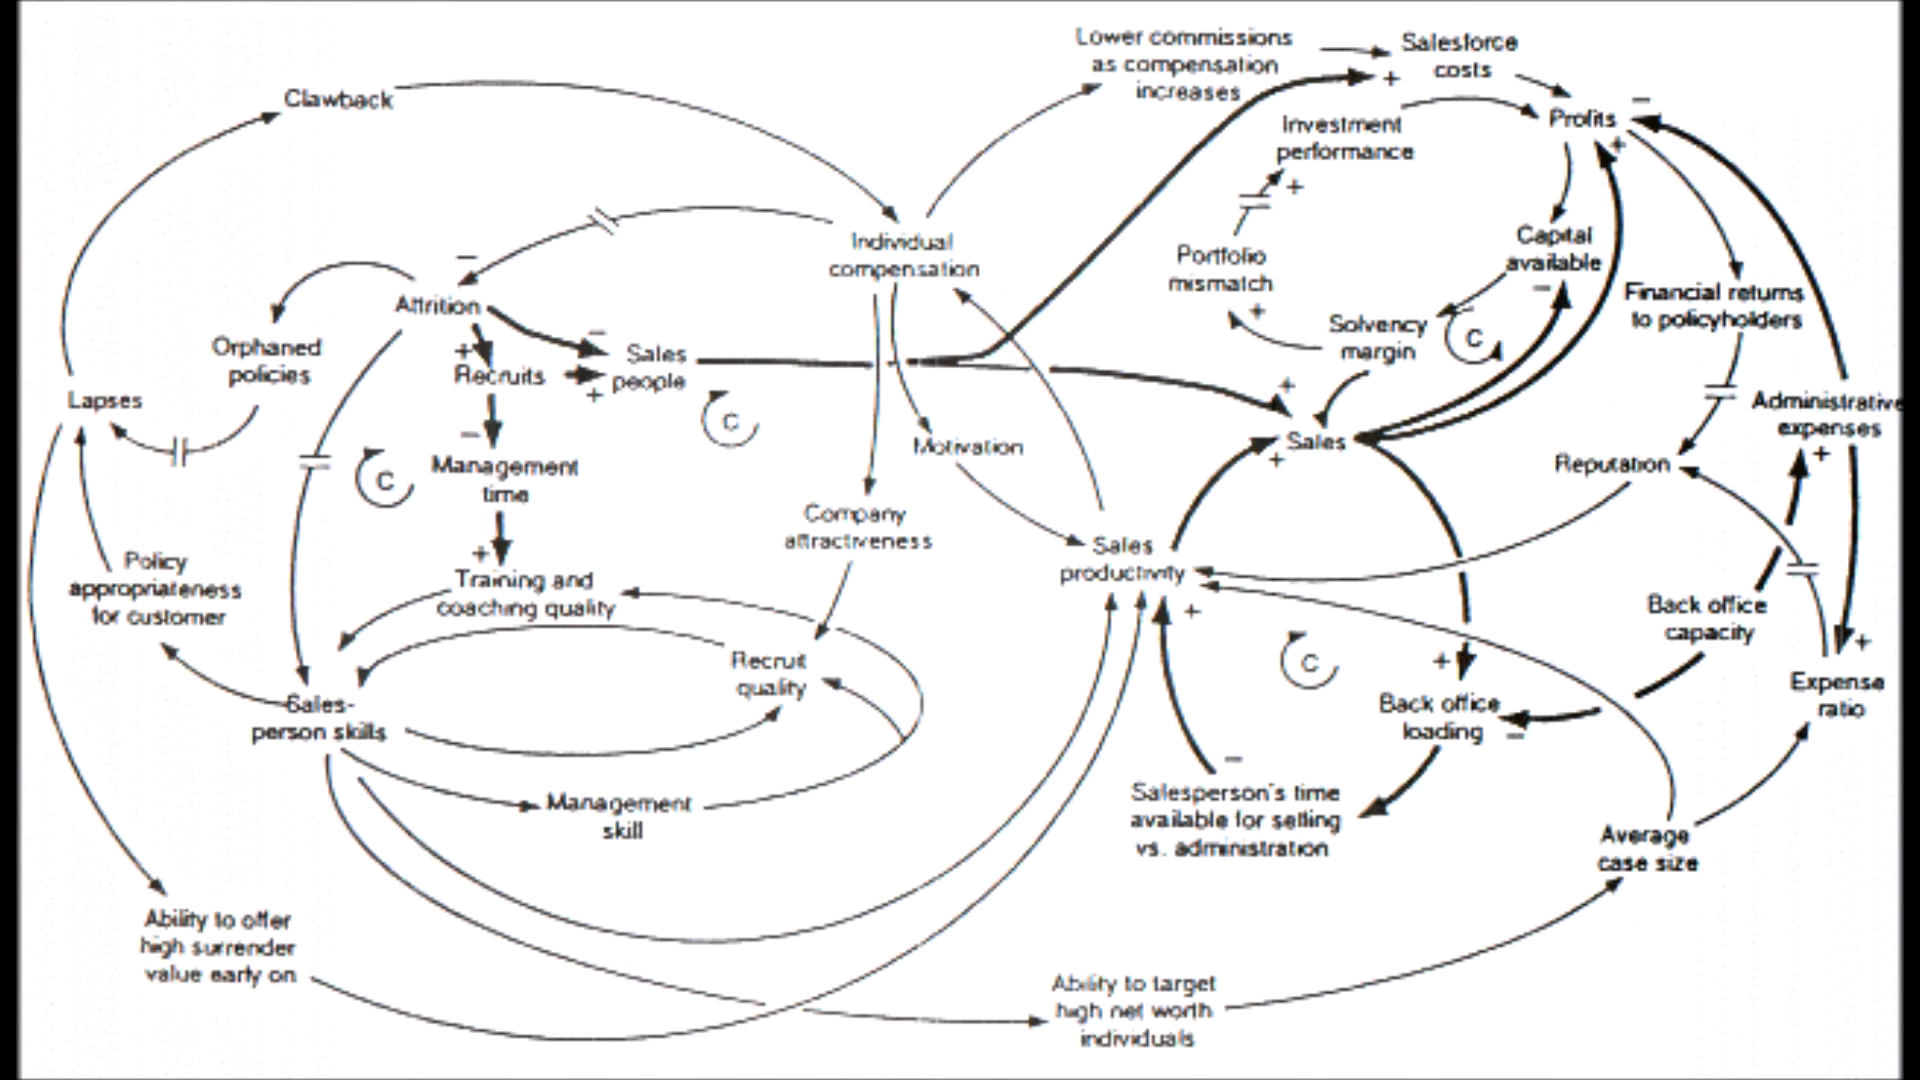 Lower commissions
as compensation
increases
Salesforce
costs
Clawback
Profits
Investment
performance
Individual
compensation
Capital
available
Portfolio
mismatch
Financial returns
to policyholders
Attrition
Solvency
margin
C
Orphaned
policies
Sales
people
Recruits
Lapses
C
Administrative
expenses
Sales
Motivation
Reputation
Management
time
C
Company
attractiveness
Sales
productivity
Policy
appropriateness
for customer
Training and
coaching quality
Back office
capacity
Recruit
quality
C
Expense
ratio
Sales-
person skills
Back office
loading
Management
skill
Salesperson's time
available for selling
vs. administration
Average
case size
Ability to offer
high surrender
value early on
Ability to target
high net worth
individuals